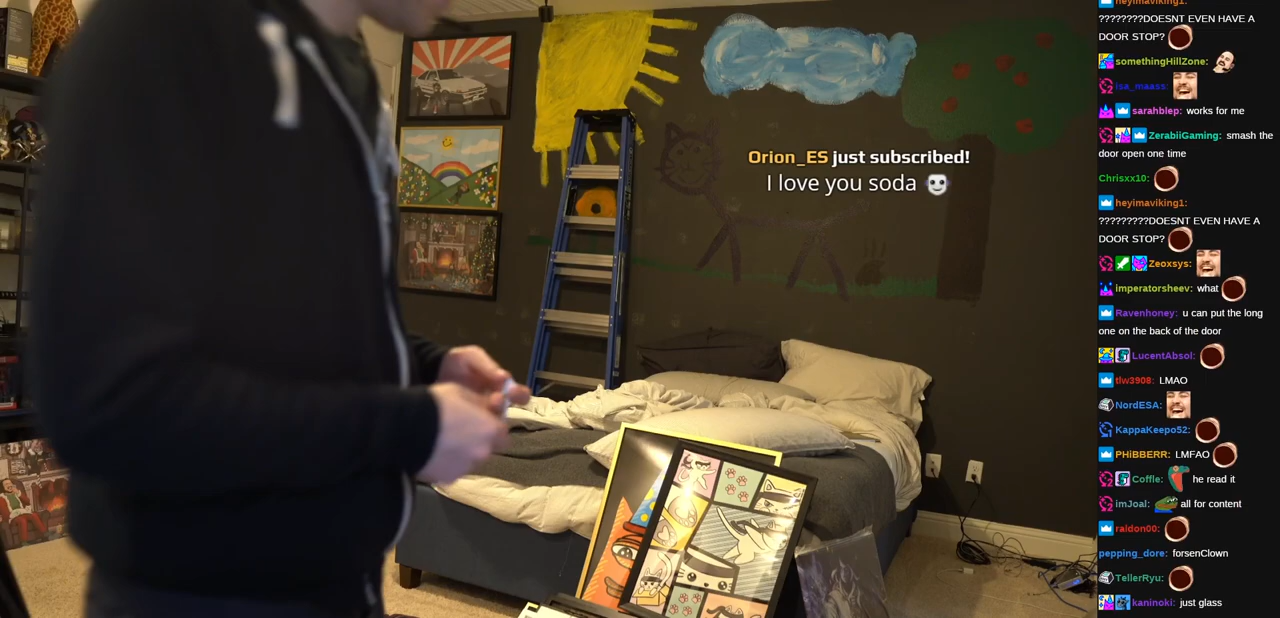 Orion_ES just subscribed!
I love you soda
heyimaviking1:
????????DOESNT EVEN HAVE A
DOOR STOP?
somethingHillZone:
isa_maass:
sarahblep: works for me
ZerabiiGaming: smash the
door open one time
Chrisxx10:
heyimaviking1:
?????????DOESNT EVEN HAVE A
DOOR STOP?
Zeoxsys:
imperatorsheev: what
Ravenhoney: u can put the long
one on the back of the door
LucentAbsol:
tlw3908: LMAO
NordESA:
KappaKeepo52:
PHiBBERR: LMFAO
Coffle: he read it
imJoal: all for content
raldon00:
pepping_dore: forsenClown
TellerRyu:
kaninoki: just glass